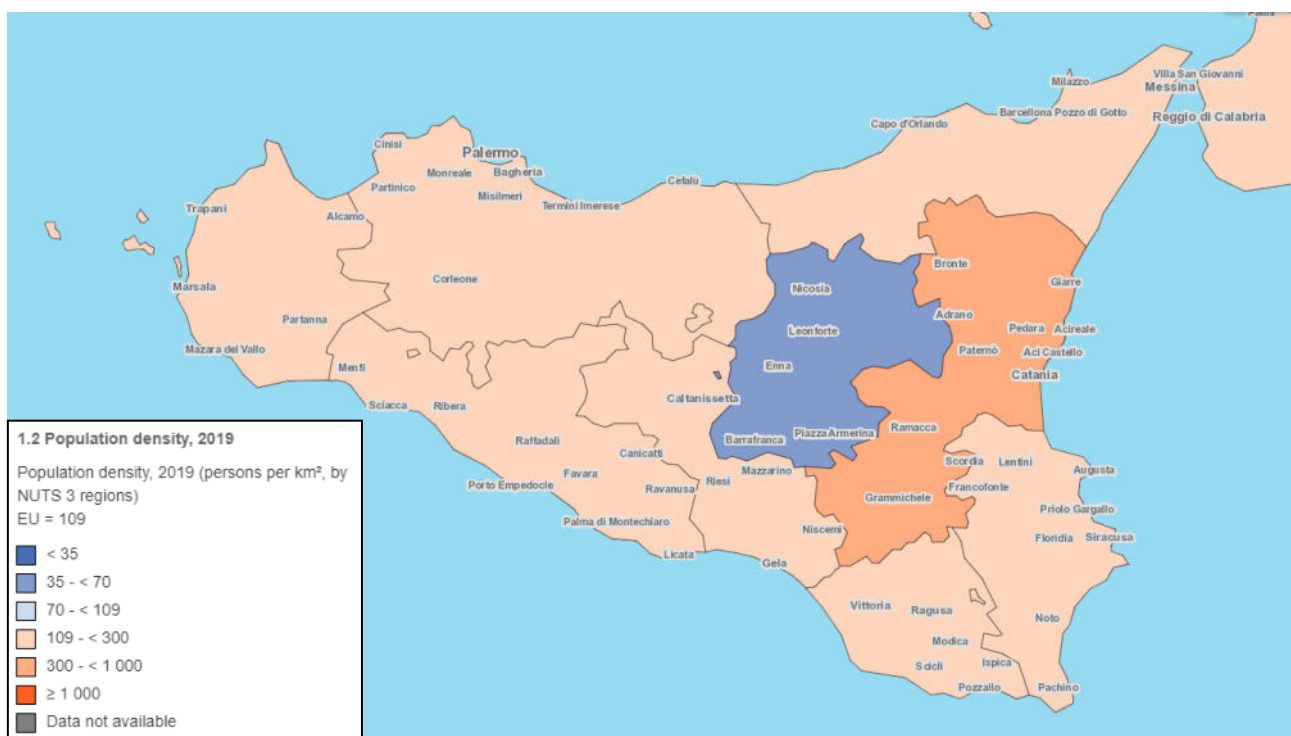 Palmi
Milazzo
Villa San Giovanni
Messina
Barcellona Pozzo di Gotto
Reggio di Calabria
Capo d'Orlando
Cinisi
Palermo
Monreale
Bagheria
Partinico
Misilmeri
Cefalù
Termini Imerese
Trapani
Alcamo
Bronte
Corleone
Giarre
Marsala
Nicosia
Partanna
Adrano
Leonforte
Pedara
Acireale
Mazara del Vallo
Paternò
Aci Castello
Menfi
Enna
Catania
Sciacca
Ribera
Caltanissetta
Ramacca
Raffadali
Barrafranca
Piazza Armerina
Canicattì
Scordia
Lentini
Augusta
Favara
Mazzarino
Porto Empedocle
Ravanusa
Riesi
Francofonte
Grammichele
Priolo Gargallo
Palma di Montechiaro
Niscemi
Floridia
Siracusa
Licata
Gela
Vittoria
Ragusa
Noto
Modica
Scicli
Ispica
Pozzallo
Pachino
1.2 Population density, 2019
Population density, 2019 (persons per km², by
NUTS 3 regions)
EU = 109
< 35
35 - < 70
70 - < 109
109 - < 300
300 - < 1 000
≥ 1 000
Data not available